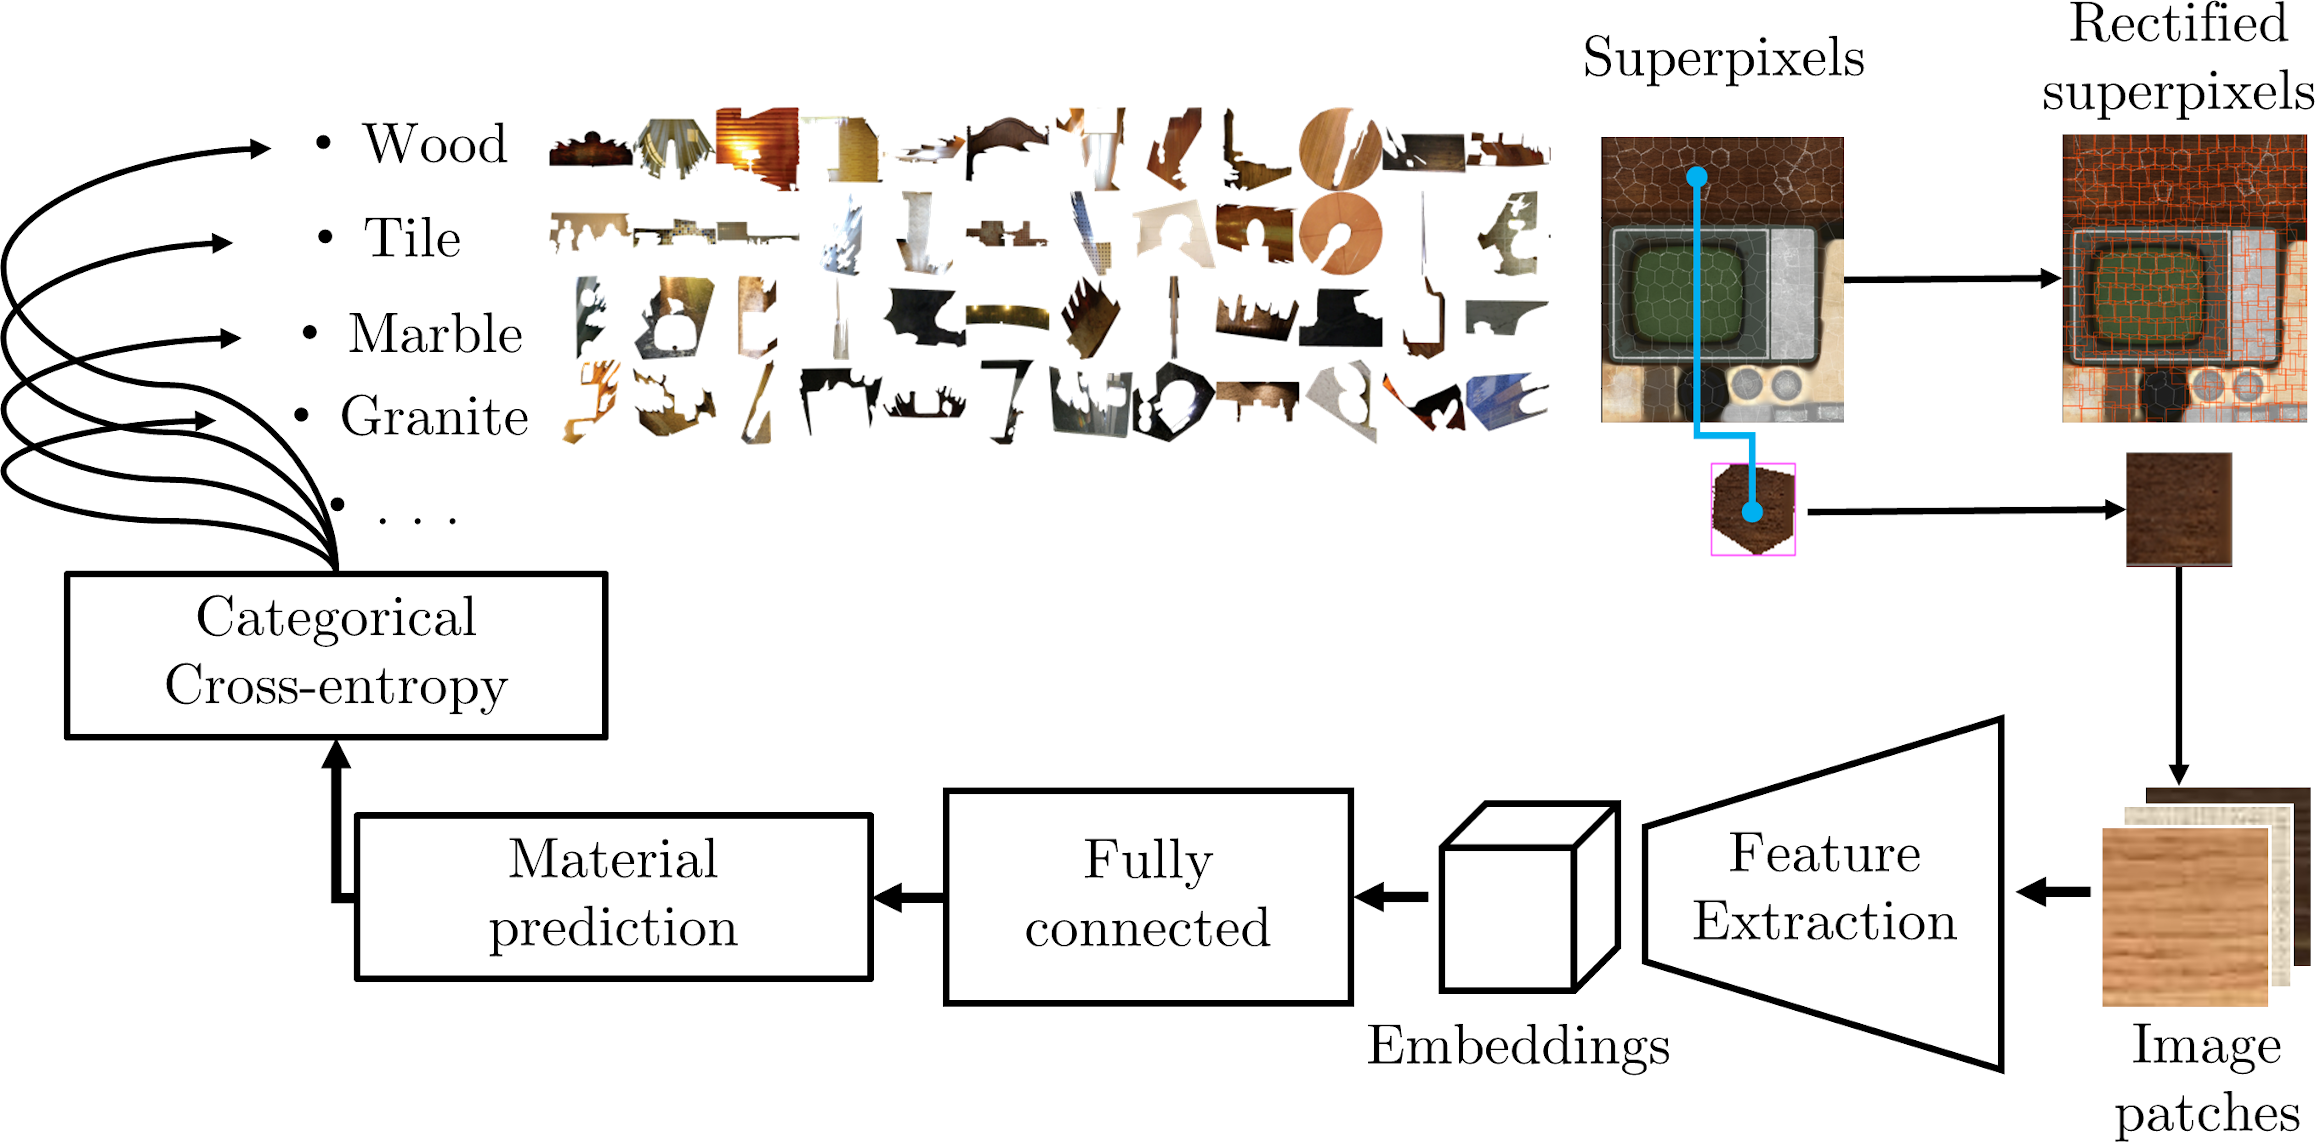 Superpixels
Rectified
superpixels
• Wood
• Tile
• Marble
• Granite
• . . .
Categorical
Cross-entropy
Material
prediction
Fully
connected
Embeddings
Feature
Extraction
Image
patches